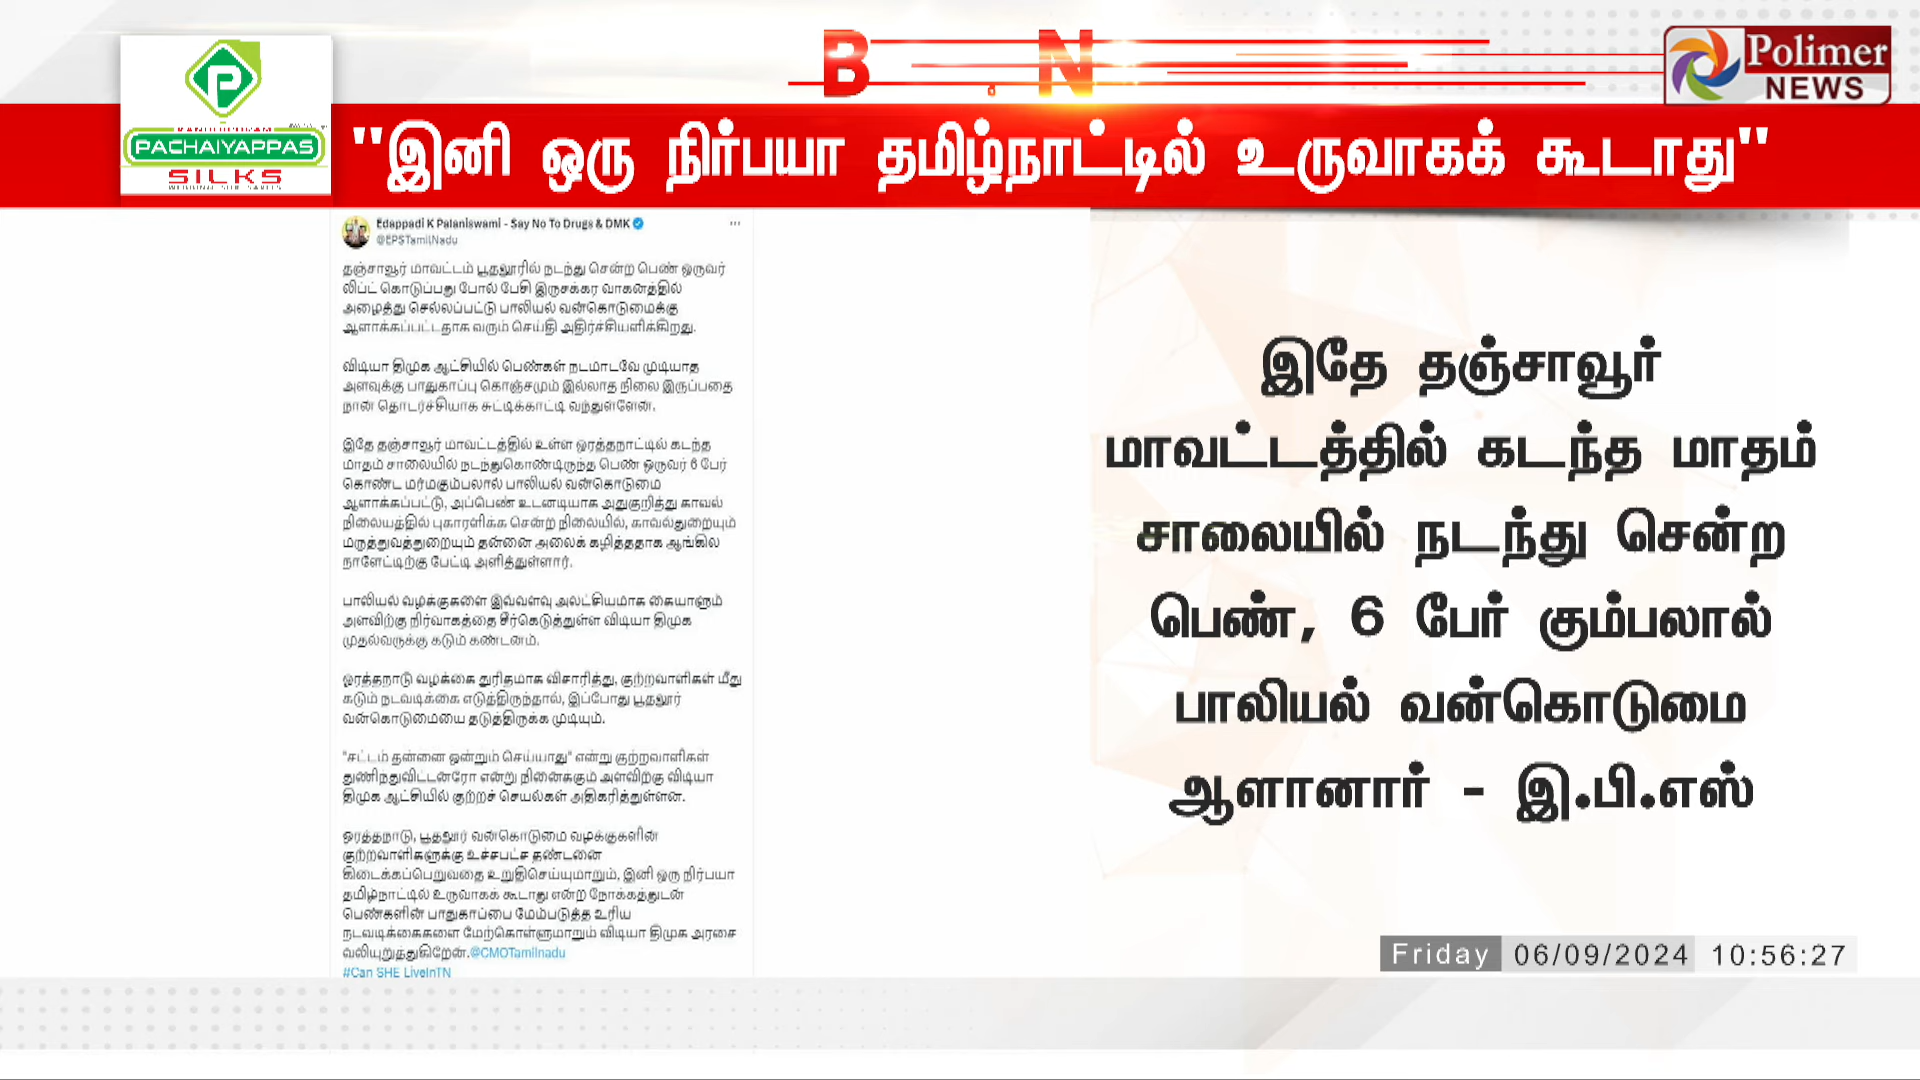 B N
Polimer
NEWS
P
PACHAIYAPPAS
SILKS
"இனி ஒரு நிர்பயா தமிழ்நாட்டில் உருவாகக் கூடாது"
Edappadi K Palaniswami - Say No To Drugs & DMK
@EPSTamilNadu
தஞ்சாவூர் மாவட்டம் பூதலூரில் நடந்து சென்ற பெண் ஒருவர்
லிப்ட் கொடுப்பது போல் பேசி இருசக்கர வாகனத்தில்
அழைத்து செல்லப்பட்டு பாலியல் வன்கொடுமைக்கு
ஆளாக்கப்பட்டதாக வரும் செய்தி அதிர்ச்சியளிக்கிறது.
விடியா திமுக ஆட்சியில் பெண்கள் நடமாடவே முடியாத
அளவுக்கு பாதுகாப்பு கொஞ்சமும் இல்லாத நிலை இருப்பதை
நான் தொடர்ச்சியாக சுட்டிக்காட்டி வந்துள்ளேன்.
இதே தஞ்சாவூர் மாவட்டத்தில் உள்ள ஒரத்தநாட்டில் கடந்த
மாதம் சாலையில் நடந்துகொண்டிருந்த பெண் ஒருவர் 6 பேர்
கொண்ட மர்மகும்பலால் பாலியல் வன்கொடுமை
ஆளாக்கப்பட்டு, அப்பெண் உடனடியாக அதுகுறித்து காவல்
நிலையத்தில் புகாரளிக்க சென்ற நிலையில், காவல்துறையும்
மருத்துவத்துறையும் தன்னை அலைக் கழித்ததாக ஆங்கில
நாளேட்டிற்கு பேட்டி அளித்துள்ளார்.
பாலியல் வழக்குகளை இவ்வளவு அலட்சியமாக கையாளும்
அளவிற்கு நிர்வாகத்தை சீர்கெடுத்துள்ள விடியா திமுக
முதல்வருக்கு கடும் கண்டனம்.
ஒரத்தநாடு வழக்கை துரிதமாக விசாரித்து, குற்றவாளிகள் மீது
கடும் நடவடிக்கை எடுத்திருந்தால், இப்போது பூதலூர்
வன்கொடுமையை தடுத்திருக்க முடியும்.
"சட்டம் தன்னை ஒன்றும் செய்யாது" என்று குற்றவாளிகள்
துணிந்துவிட்டனரோ என்று நினைக்கும் அளவிற்கு விடியா
திமுக ஆட்சியில் குற்றச் செயல்கள் அதிகரித்துள்ளன.
ஒரத்தநாடு, பூதலூர் வன்கொடுமை வழக்குகளின்
குற்றவாளிகளுக்கு உச்சபட்ச தண்டனை
கிடைக்கப்பெறுவதை உறுதிசெய்யுமாறும், இனி ஒரு நிர்பயா
தமிழ்நாட்டில் உருவாகக் கூடாது என்ற நோக்கத்துடன்
பெண்களின் பாதுகாப்பை மேம்படுத்த உரிய
நடவடிக்கைகளை மேற்கொள்ளுமாறும் விடியா திமுக அரசை
வலியுறுத்துகிறேன்.@CMOTamilnadu
#Can SHE LiveInTN
இதே தஞ்சாவூர்
மாவட்டத்தில் கடந்த மாதம்
சாலையில் நடந்து சென்ற
பெண், 6 பேர் கும்பலால்
பாலியல் வன்கொடுமை
ஆளானார் - இ.பி.எஸ்
Friday 06/09/2024 10:56:27